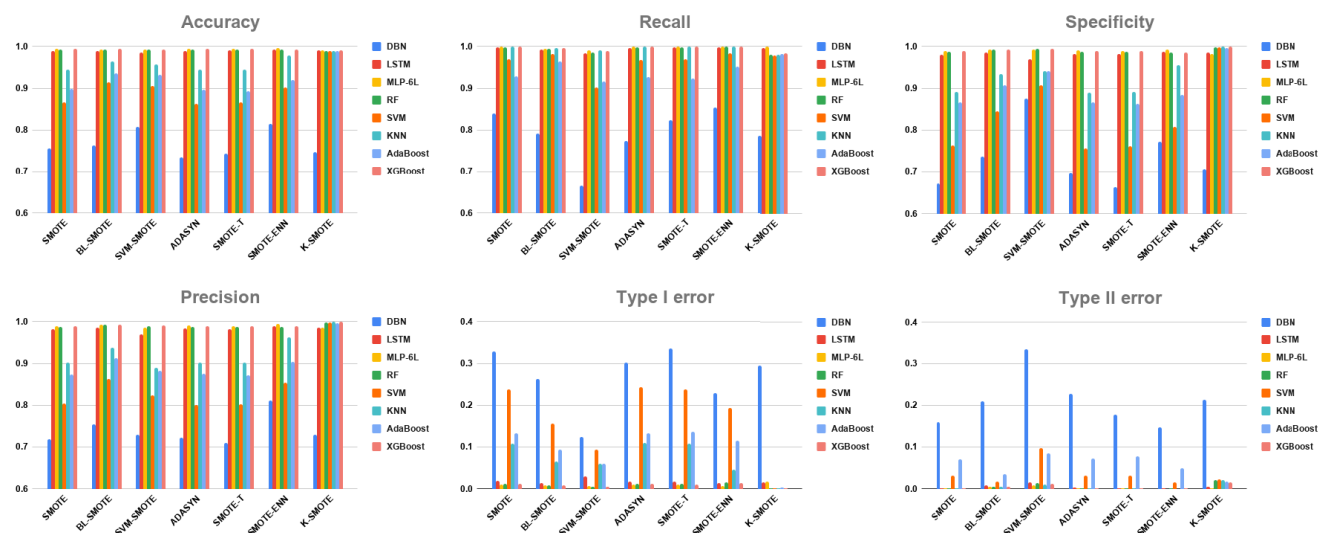 Accuracy
1.0
0.9
0.8
0.7
0.6
SMOTE
BL-SMOTE
SVM-SMOTE
ADASYN
SMOTE-T
SMOTE-ENN
K-SMOTE
DBN
LSTM
MLP-6L
RF
SVM
KNN
AdaBoost
XGBoost
Recall
1.0
0.9
0.8
0.7
0.6
SMOTE
BL-SMOTE
SVM-SMOTE
ADASYN
SMOTE-T
SMOTE-ENN
K-SMOTE
DBN
LSTM
MLP-6L
RF
SVM
KNN
AdaBoost
XGBoost
Specificity
1.0
0.9
0.8
0.7
0.6
SMOTE
BL-SMOTE
SVM-SMOTE
ADASYN
SMOTE-T
SMOTE-ENN
K-SMOTE
DBN
LSTM
MLP-6L
RF
SVM
KNN
AdaBoost
XGBoost
Precision
1.0
0.9
0.8
0.7
0.6
SMOTE
BL-SMOTE
SVM-SMOTE
ADASYN
SMOTE-T
SMOTE-ENN
K-SMOTE
DBN
LSTM
MLP-6L
RF
SVM
KNN
AdaBoost
XGBoost
Type I error
0.4
0.3
0.2
0.1
0.0
SMOTE
BL-SMOTE
SVM-SMOTE
ADASYN
SMOTE-T
SMOTE-ENN
K-SMOTE
DBN
LSTM
MLP-6L
RF
SVM
KNN
AdaBoost
XGBoost
Type II error
0.4
0.3
0.2
0.1
0.0
SMOTE
BL-SMOTE
SVM-SMOTE
ADASYN
SMOTE-T
SMOTE-ENN
K-SMOTE
DBN
LSTM
MLP-6L
RF
SVM
KNN
AdaBoost
XGBoost